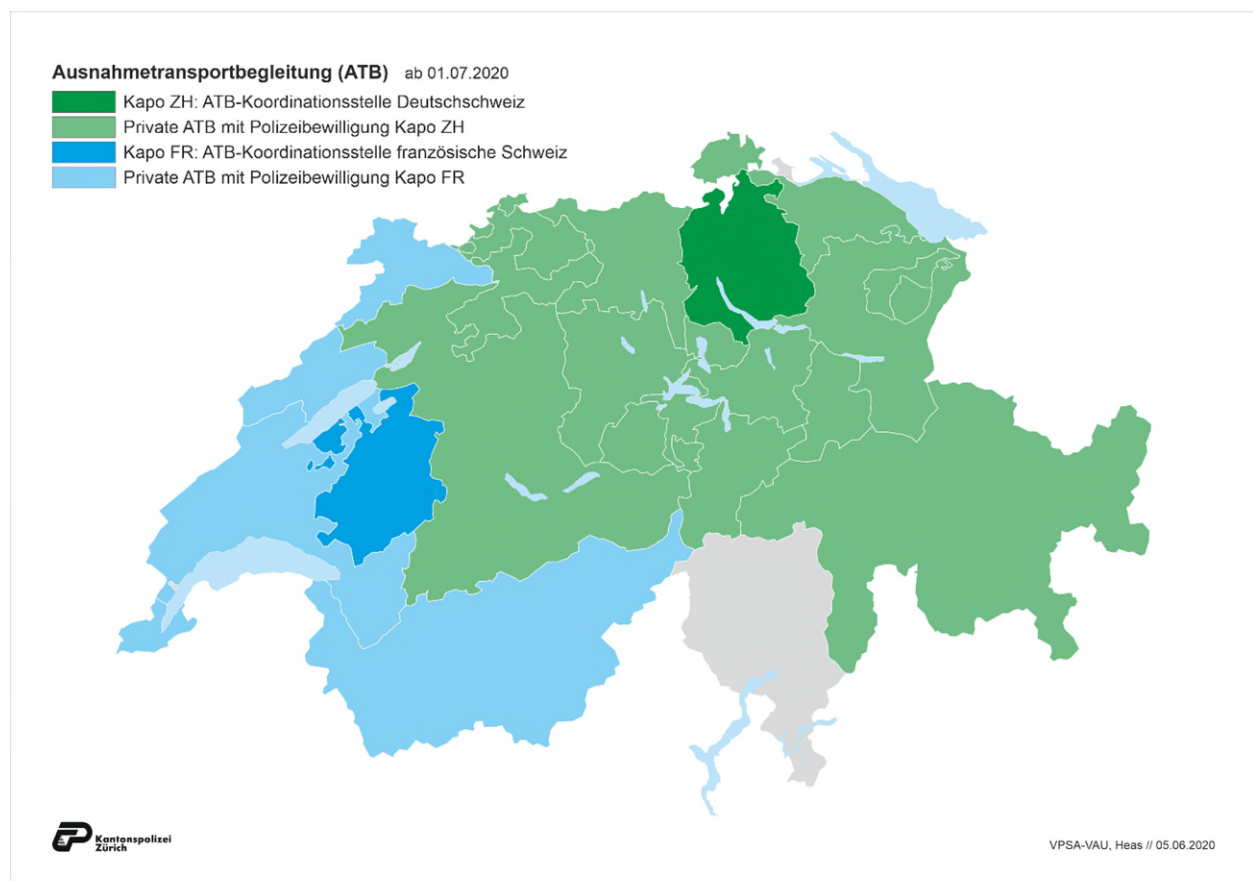 Ausnahmetransportbegleitung (ATB) ab 01.07.2020
Kapo ZH: ATB-Koordinationsstelle Deutschschweiz
Private ATB mit Polizeibewilligung Kapo ZH
Kapo FR: ATB-Koordinationsstelle französische Schweiz
Private ATB mit Polizeibewilligung Kapo FR
Kantonspolizei
Zürich
VPSA-VAU, Heas // 05.06.2020